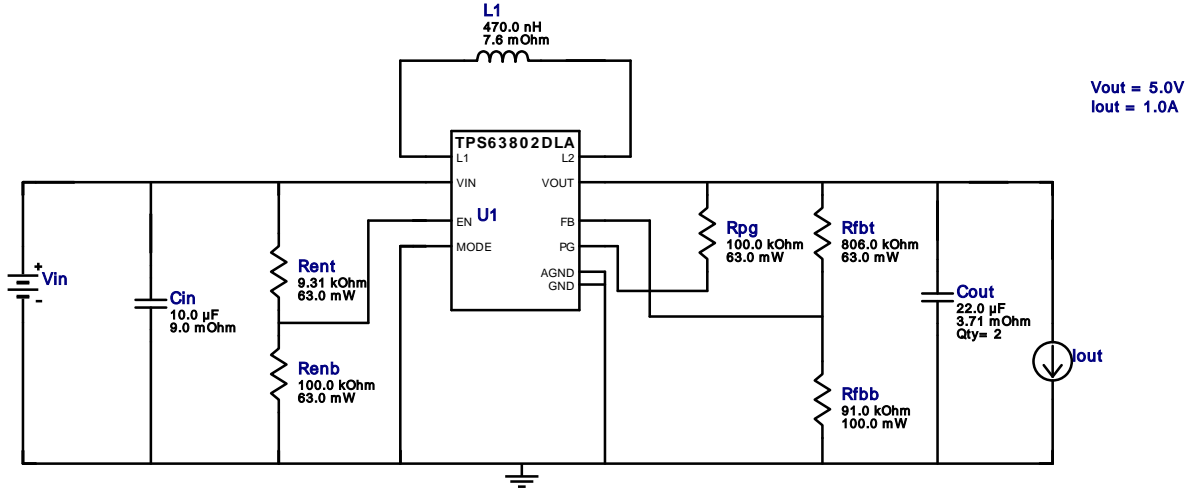 L1
470.0 nH
7.6 mOhm
Vout = 5.0V
Iout = 1.0A
TPS63802DLA
L1
L2
VIN
VOUT
EN
U1
FB
MODE
PG
AGND
GND
+
Vin
-
Cin
10.0 µF
9.0 mOhm
Rent
9.31 kOhm
63.0 mW
Renb
100.0 kOhm
63.0 mW
Rpg
100.0 kOhm
63.0 mW
Rfbt
806.0 kOhm
63.0 mW
Rfbb
91.0 kOhm
100.0 mW
Cout
22.0 µF
3.71 mOhm
Qty= 2
Iout